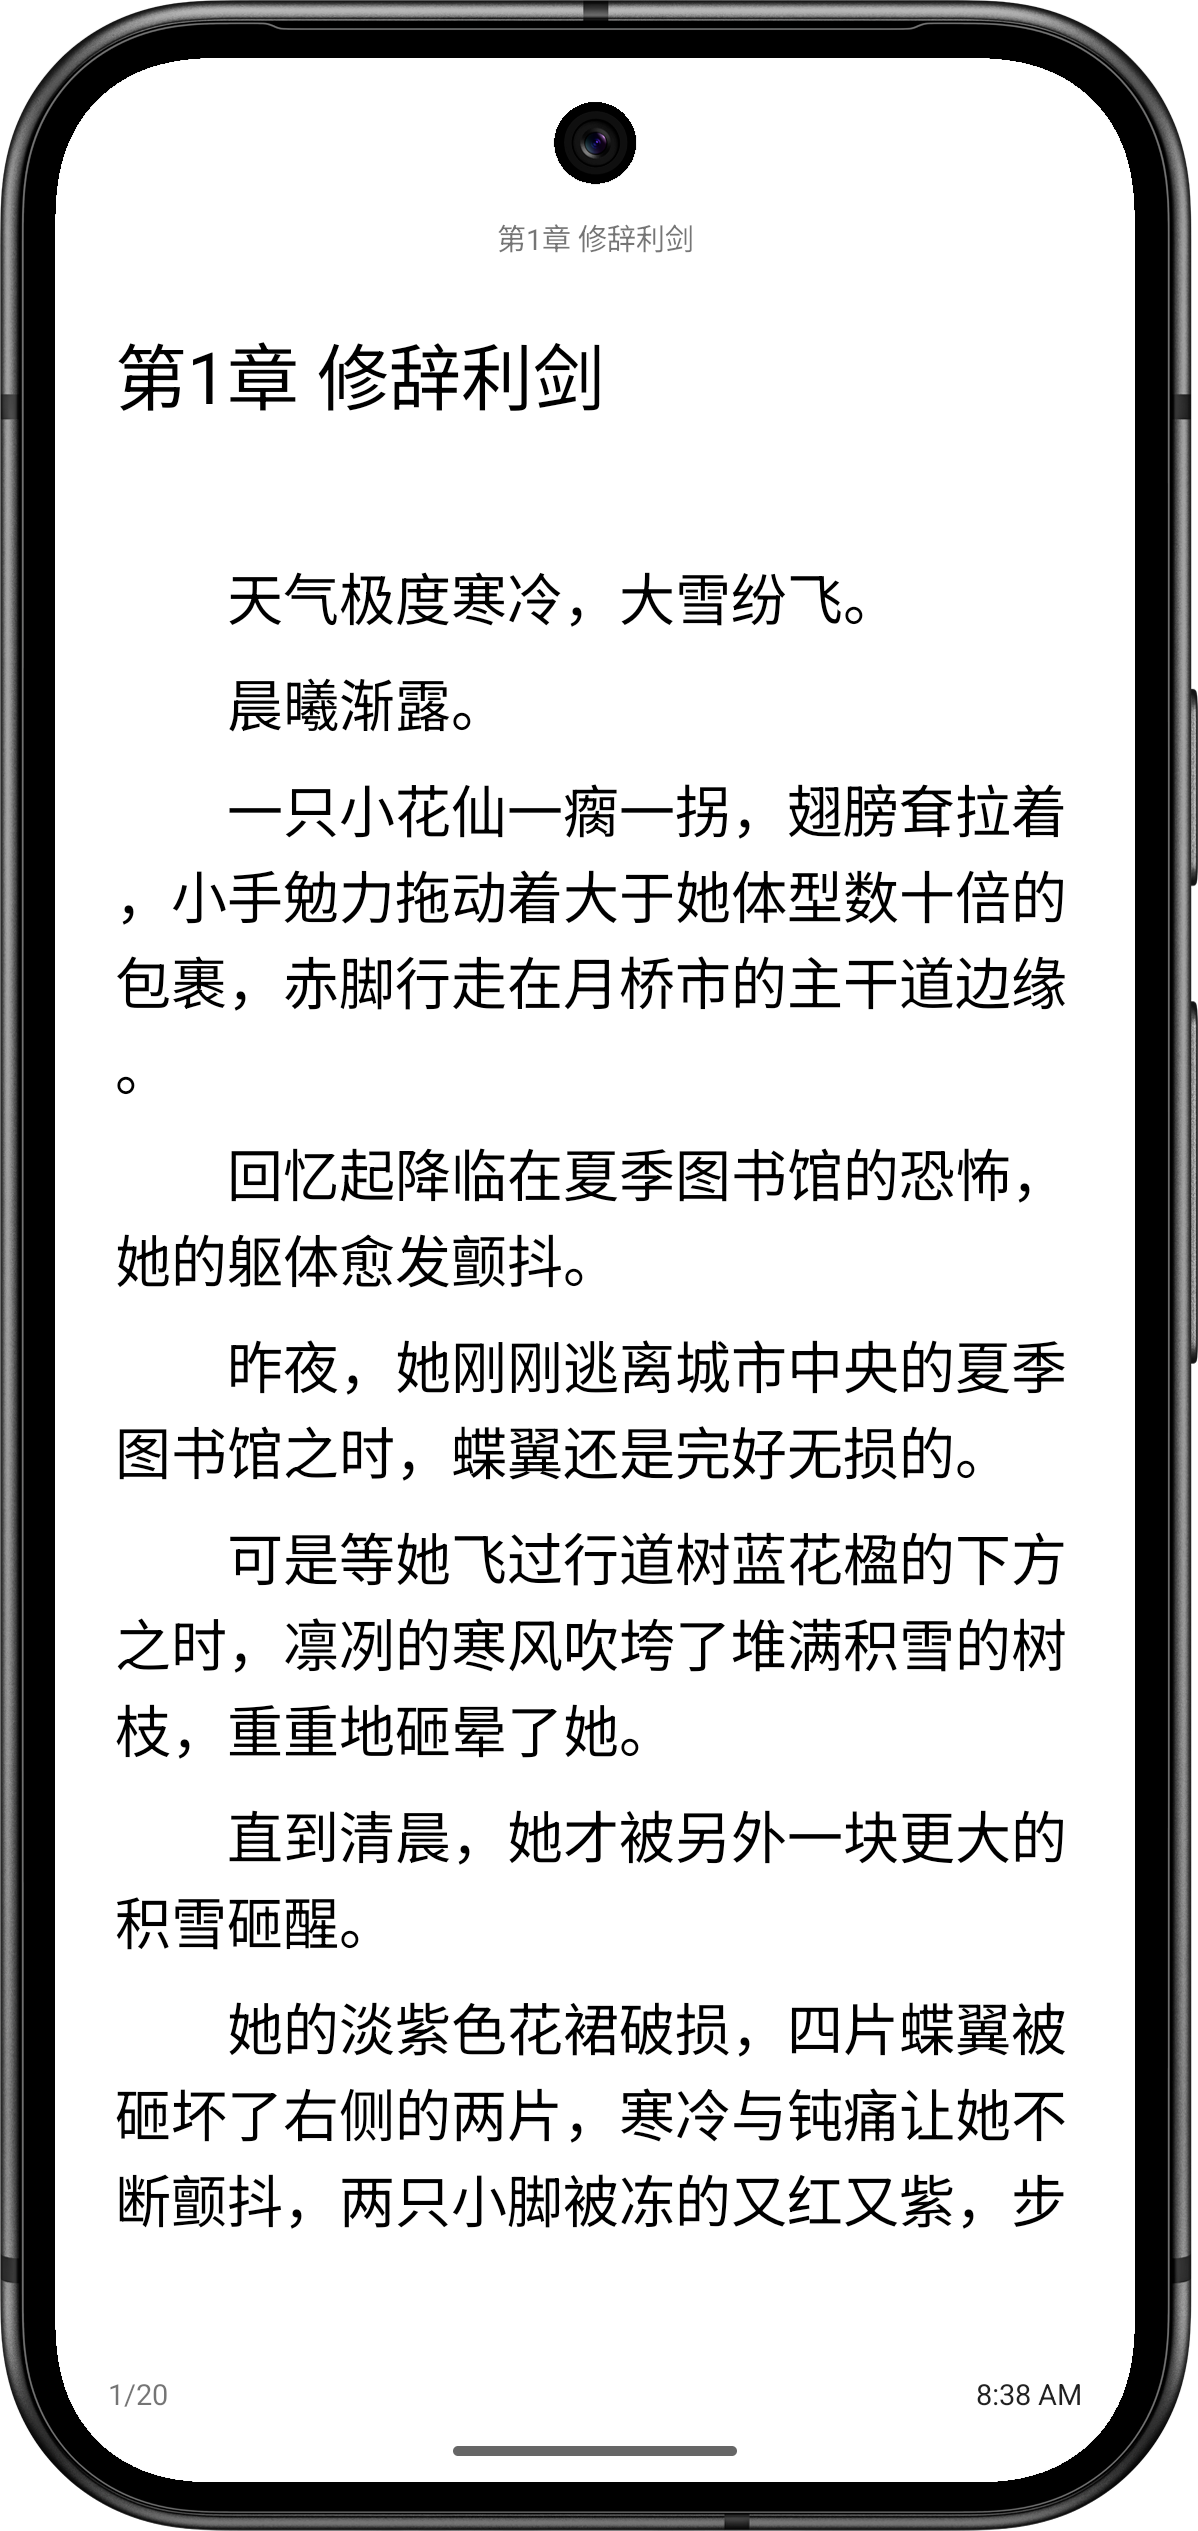 第1章 修辞利剑
第1章 修辞利剑
天气极度寒冷，大雪纷飞。
晨曦渐露。
一只小花仙一瘸一拐，翅膀耷拉着
，小手勉力拖动着大于她体型数十倍的
包裹，赤脚行走在月桥市的主干道边缘
。
回忆起降临在夏季图书馆的恐怖，
她的躯体愈发颤抖。
昨夜，她刚刚逃离城市中央的夏季
图书馆之时，蝶翼还是完好无损的。
可是等她飞过行道树蓝花楹的下方
之时，凛冽的寒风吹垮了堆满积雪的树
枝，重重地砸晕了她。
直到清晨，她才被另外一块更大的
积雪砸醒。
她的淡紫色花裙破损，四片蝶翼被
砸坏了右侧的两片，寒冷与钝痛让她不
断颤抖，两只小脚被冻的又红又紫，步
1/20
8:38 AM